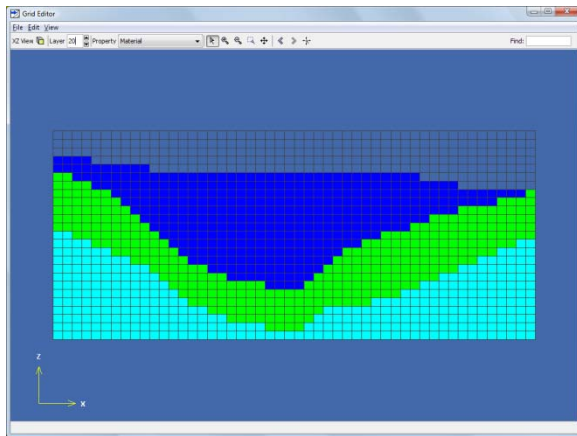 Grid Editor
File Edit View
XZ View Layer 20 Property Material Find:
Z
X